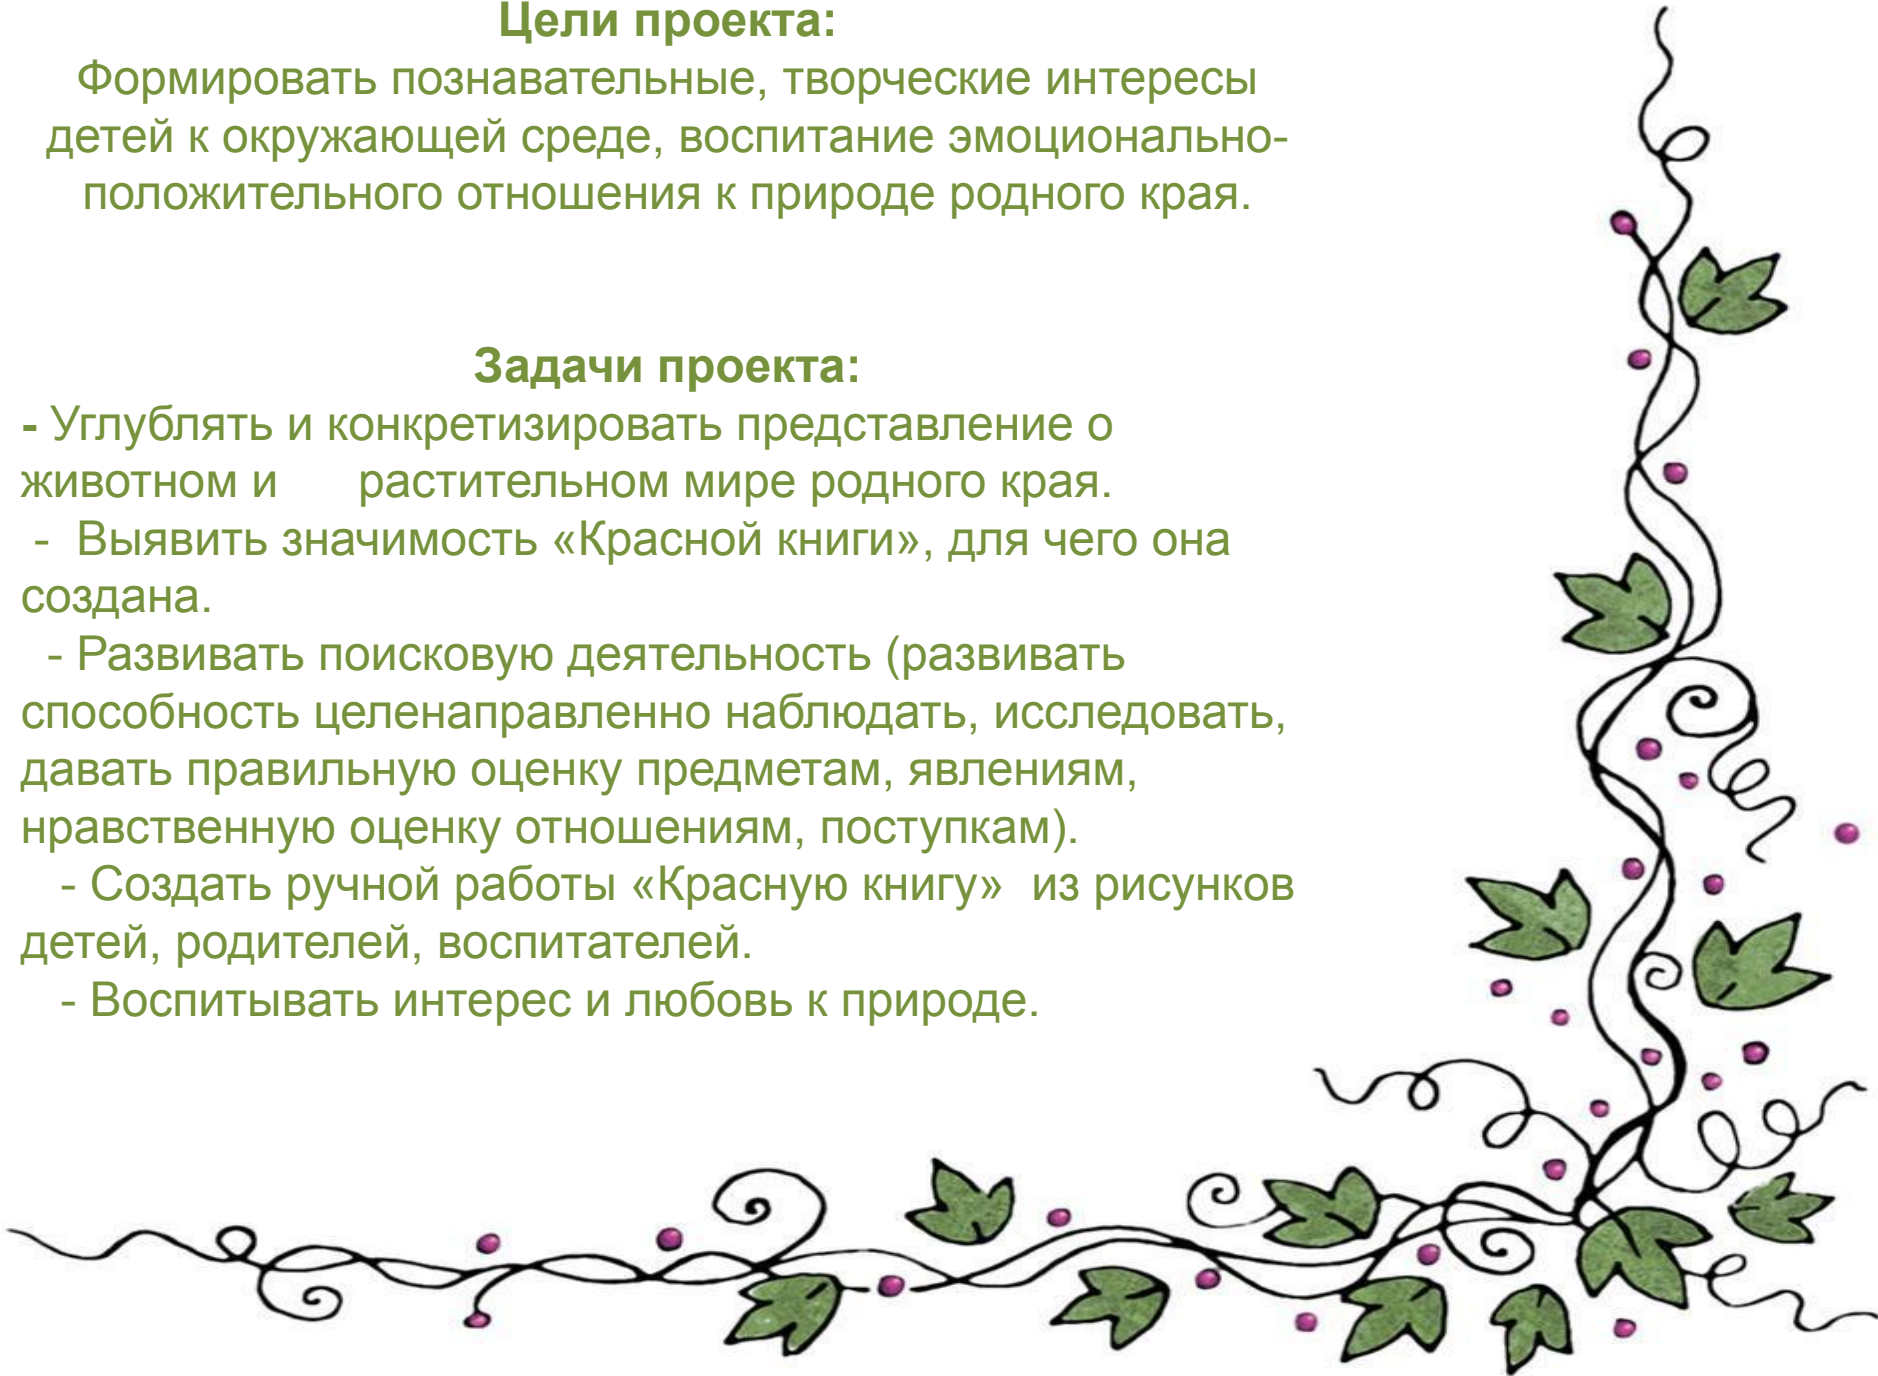 Цели проекта:
Формировать познавательные, творческие интересы
детей к окружающей среде, воспитание эмоционально-
положительного отношения к природе родного края.
Задачи проекта:
- Углублять и конкретизировать представление о
животном и растительном мире родного края.
- Выявить значимость «Красной книги», для чего она
создана.
- Развивать поисковую деятельность (развивать
способность целенаправленно наблюдать, исследовать,
давать правильную оценку предметам, явлениям,
нравственную оценку отношениям, поступкам).
- Создать ручной работы «Красную книгу» из рисунков
детей, родителей, воспитателей.
- Воспитывать интерес и любовь к природе.